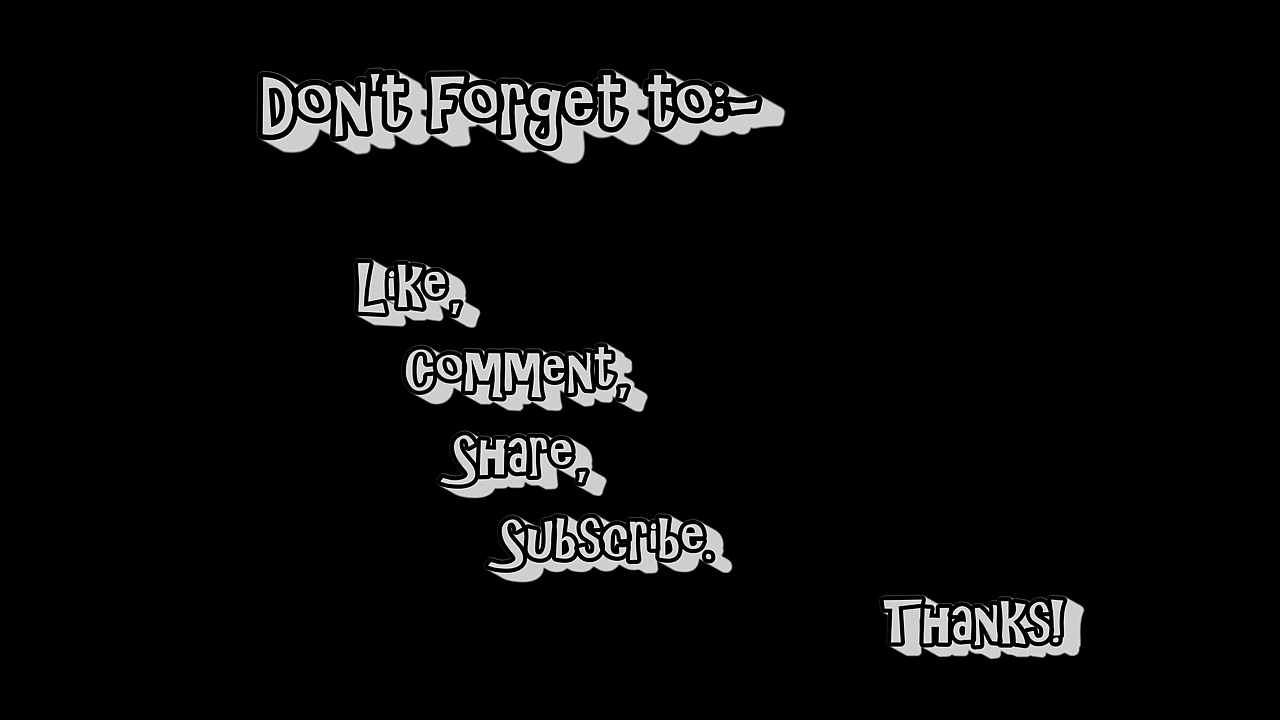 Don't Forget to:-
Like,
Comment,
Share,
Subscribe.
Thanks!